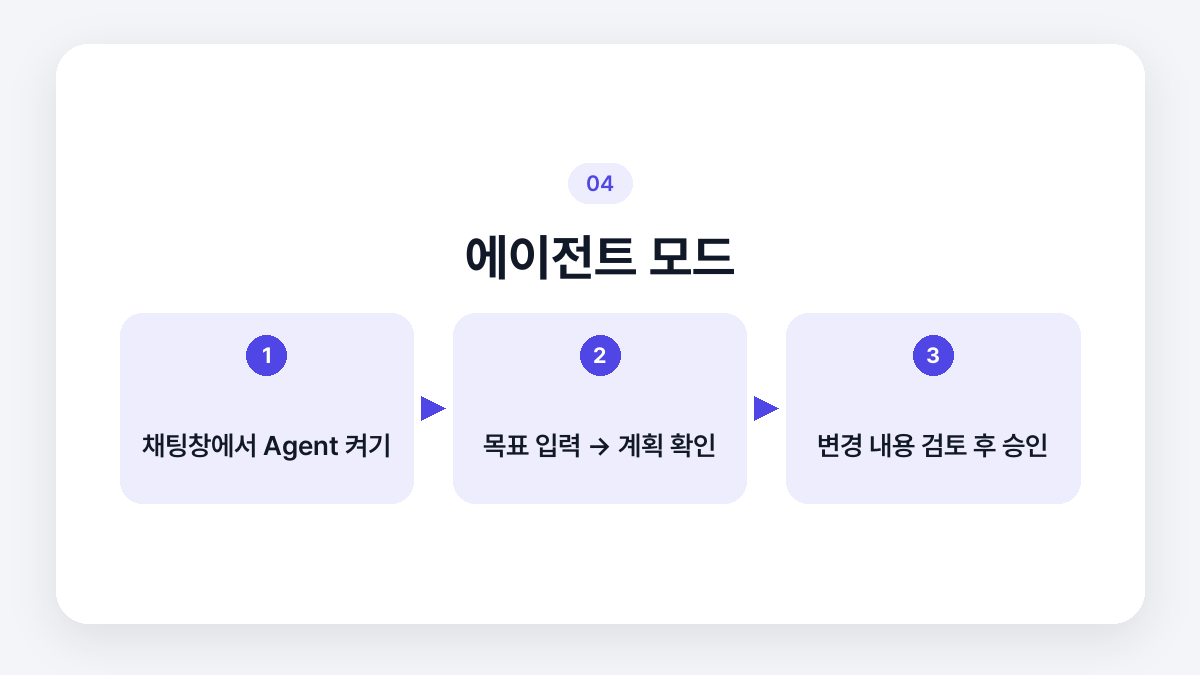 04
에이전트 모드
1
채팅창에서 Agent 켜기
2
목표 입력 → 계획 확인
3
변경 내용 검토 후 승인